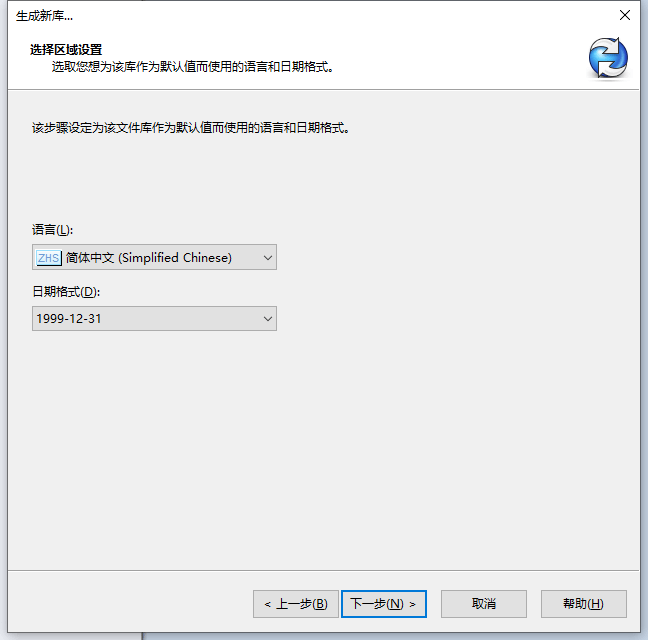 生成新库...
选择区域设置
选取您想为该库作为默认值而使用的语言和日期格式。
该步骤设定为该文件库作为默认值而使用的语言和日期格式。
语言(L):
ZHS 简体中文 (Simplified Chinese)
日期格式(D):
1999-12-31
< 上一步(B) 下一步(N) > 取消 帮助(H)